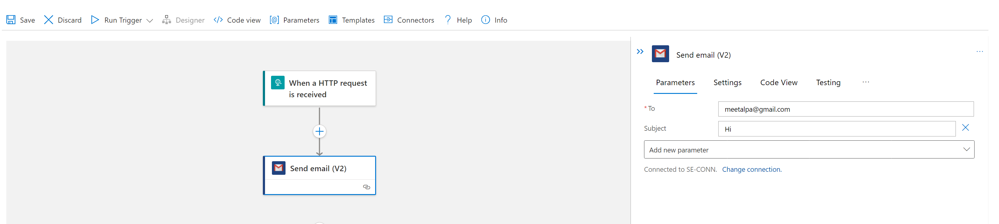 Save Discard Run Trigger Designer Code view Parameters Templates Connectors Help Info
When a HTTP request
is received
Send email (V2)
Send email (V2)
Parameters Settings Code View Testing
* To meetalpa@gmail.com
Subject Hi
Add new parameter
Connected to SE-CONN. Change connection.